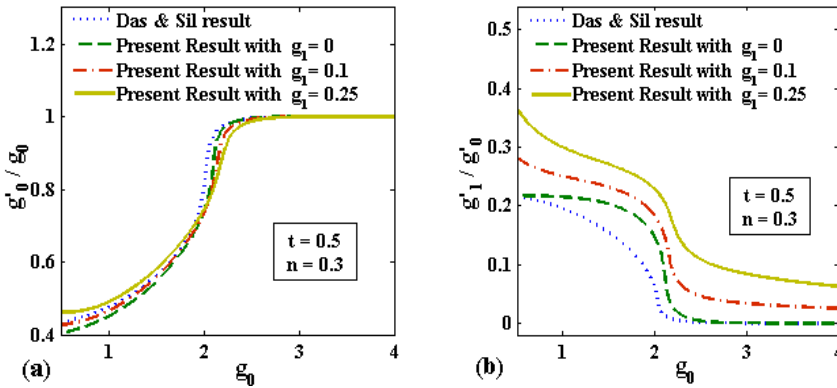 1.2
1
0.8
0.6
0.4
g'0 / g0
Das & Sil result
Present Result with g1 = 0
Present Result with g1 = 0.1
Present Result with g1 = 0.25
t = 0.5
n = 0.3
(a)
1 2 3 4
g0
0.5
0.4
0.3
0.2
0.1
0
g'1 / g'0
Das & Sil result
Present Result with g1 = 0
Present Result with g1 = 0.1
Present Result with g1 = 0.25
t = 0.5
n = 0.3
(b)
1 2 3 4
g0